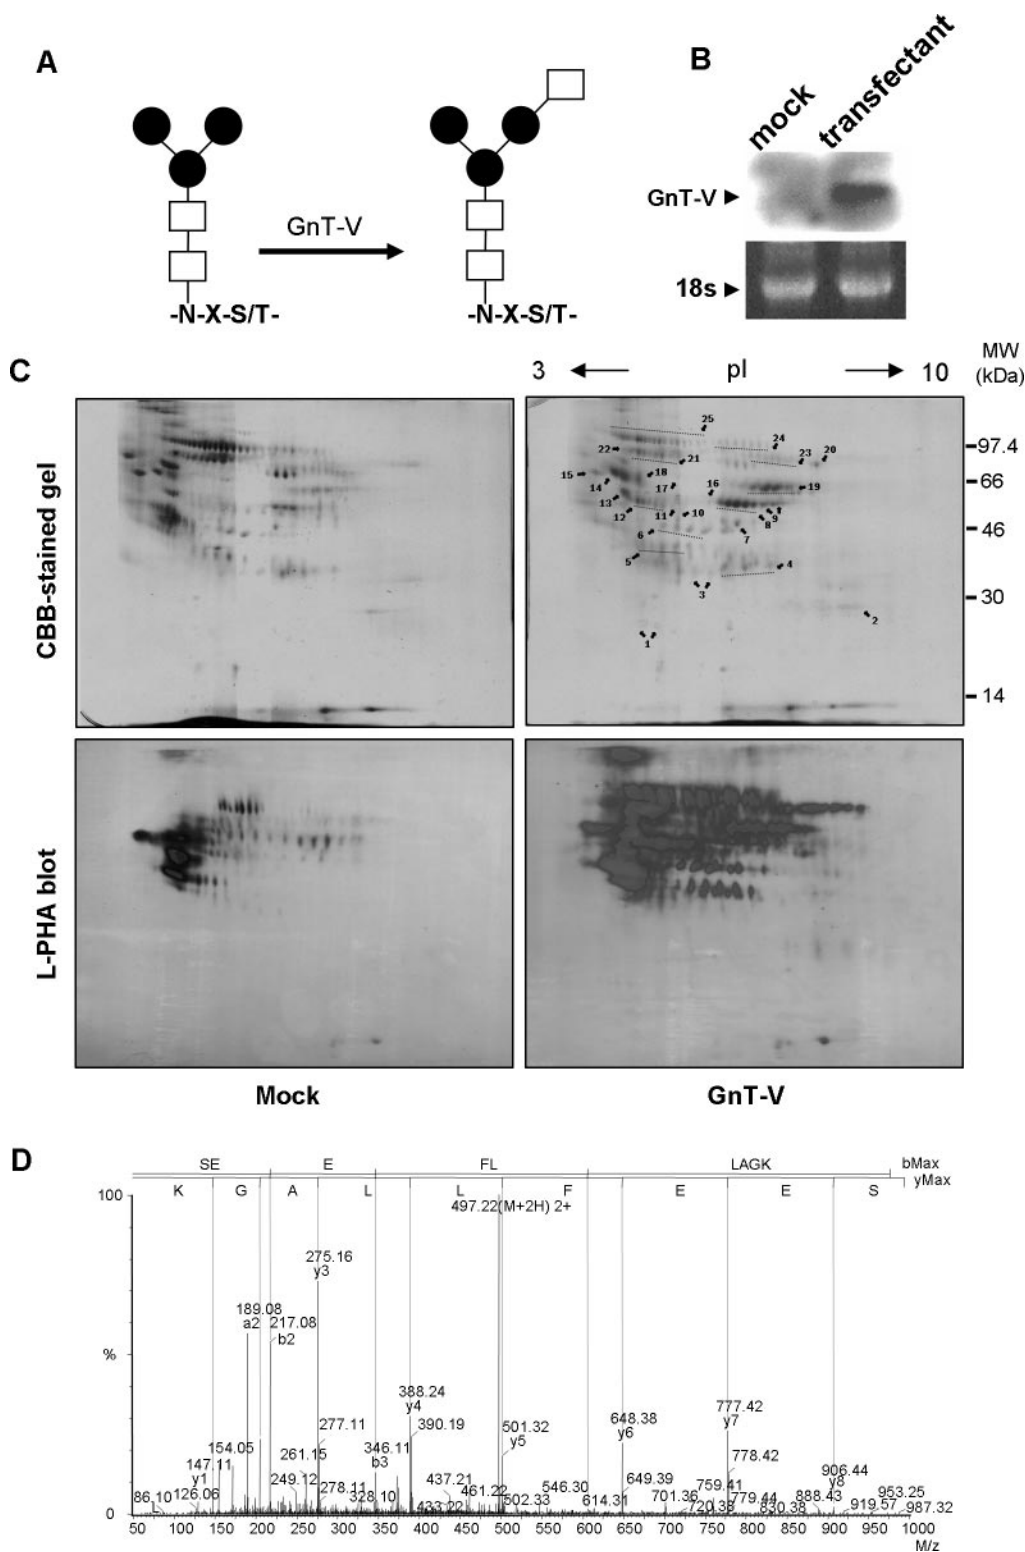 A
B
mock
transfectant
GnT-V
GnT-V
18s
-N-X-S/T-
-N-X-S/T-
C
3
pI
10
MW
(kDa)
CBB-stained gel
25
24
22
21
23
20
15
18
14
17
16
19
13
12
11
10
9
8
6
7
5
4
3
2
1
97.4
66
46
30
14
L-PHA blot
Mock
GnT-V
D
SE E FL LAGK bMax
K G A L L F E E S yMax
100
497.22(M+2H) 2+
275.16
y3
189.08
a2
217.08
b2
%
388.24
y4
390.19
777.42
y7
648.38
y6
501.32
y5
277.11
346.11
b3
154.05
147.11
y1
261.15
778.42
906.44
y8
86.10
126.06
249.12
278.11
328.10
437.21
433.22
461.22
502.33
546.30
614.31
649.39
701.36
720.38
759.41
779.44
830.38
888.43
919.57
953.25
987.32
0
50 100 150 200 250 300 350 400 450 500 550 600 650 700 750 800 850 900 950 1000
M/z